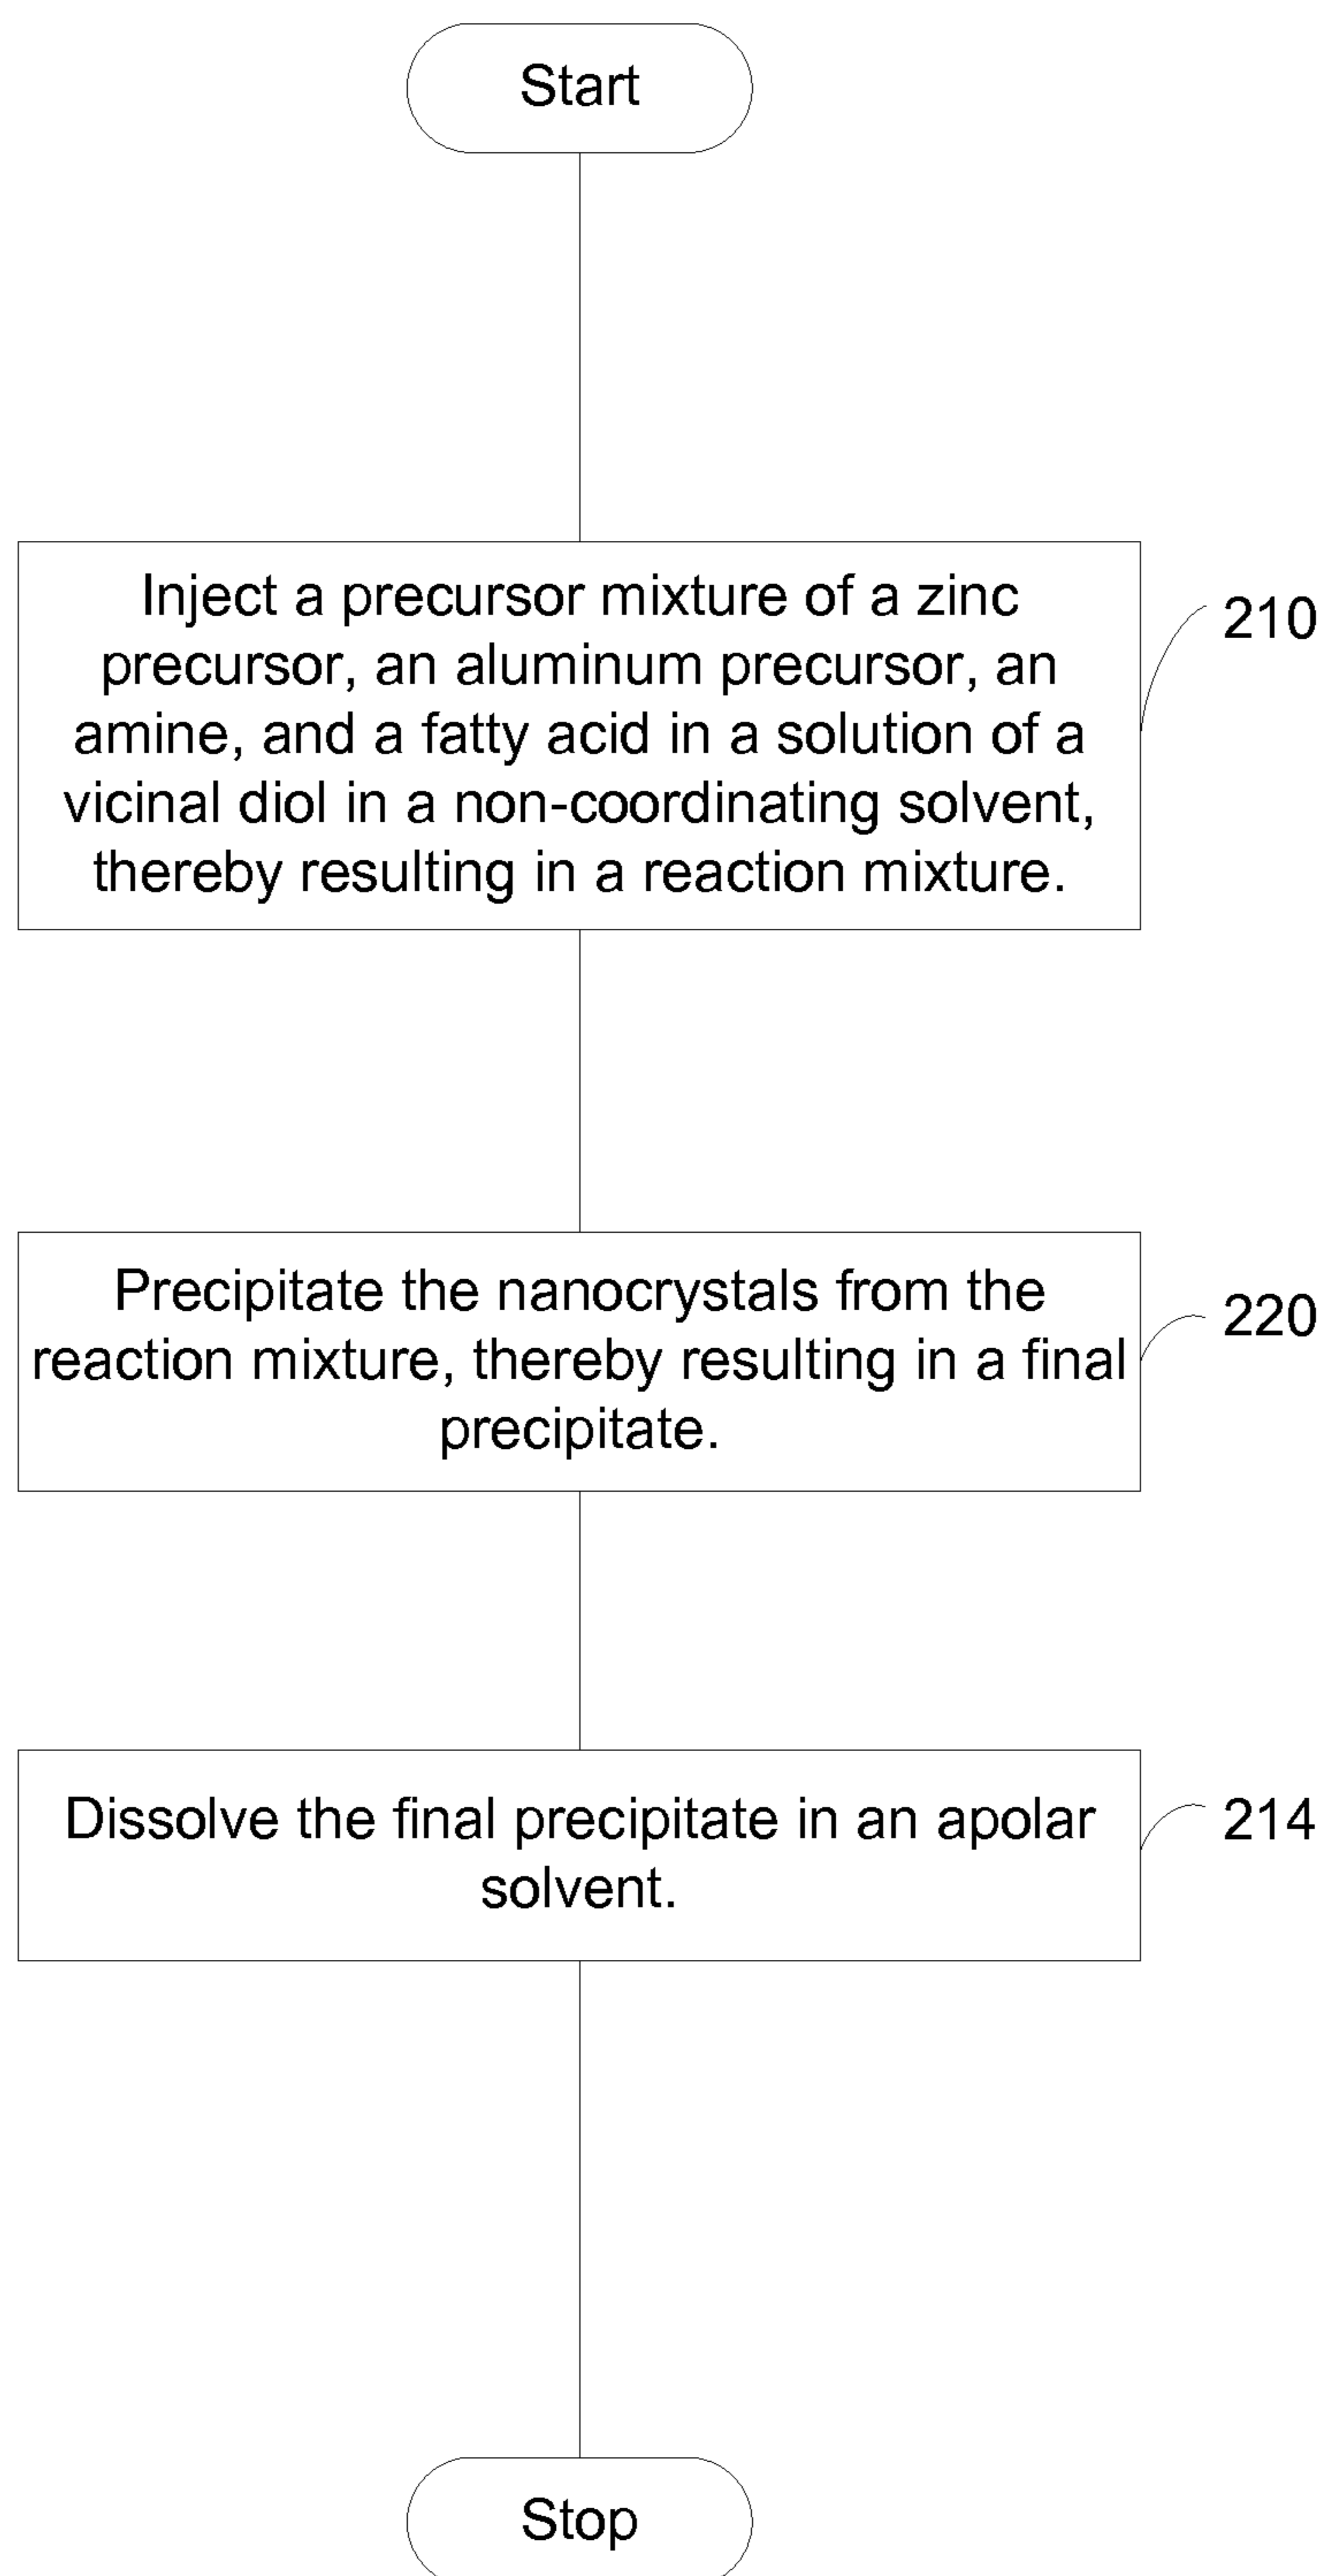 Start
Inject a precursor mixture of a zinc
precursor, an aluminum precursor, an
amine, and a fatty acid in a solution of a
vicinal diol in a non-coordinating solvent,
thereby resulting in a reaction mixture.
210
Precipitate the nanocrystals from the
reaction mixture, thereby resulting in a final
precipitate.
220
Dissolve the final precipitate in an apolar
solvent.
214
Stop